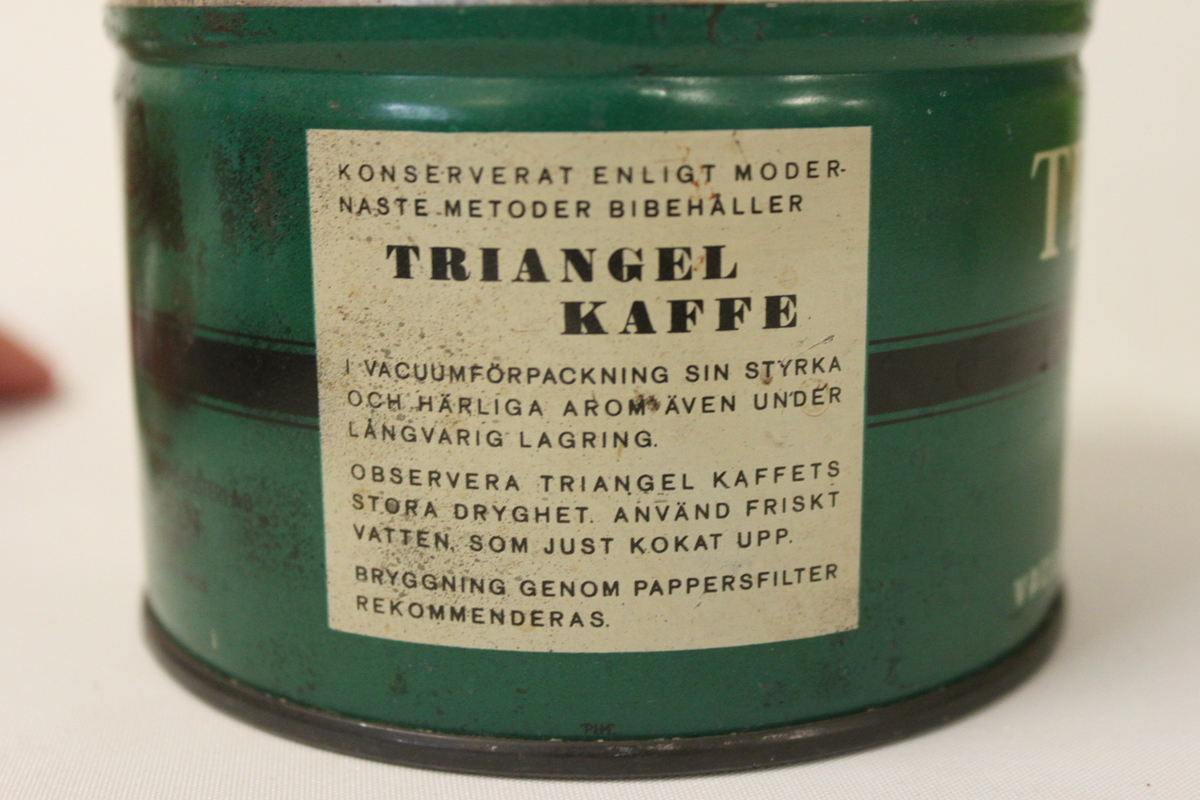 KONSERVERAT ENLIGT MODER-
NASTE METODER BIBEHÅLLER
TRIANGEL
KAFFE
I VACUUMFÖRPACKNING SIN STYRKA
OCH HÄRLIGA AROM ÄVEN UNDER
LÅNGVARIG LAGRING.
OBSERVERA TRIANGEL KAFFETS
STORA DRYGHET. ANVÄND FRISKT
VATTEN, SOM JUST KOKAT UPP.
BRYGGNING GENOM PAPPERSFILTER
REKOMMENDERAS.
PLM